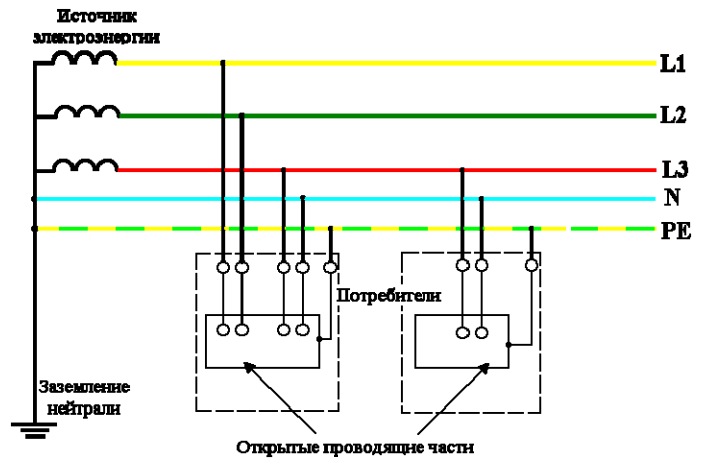 Источник
электроэнергии
L1
L2
L3
N
PE
Потребители
Заземление
нейтрали
Открытые проводящие части